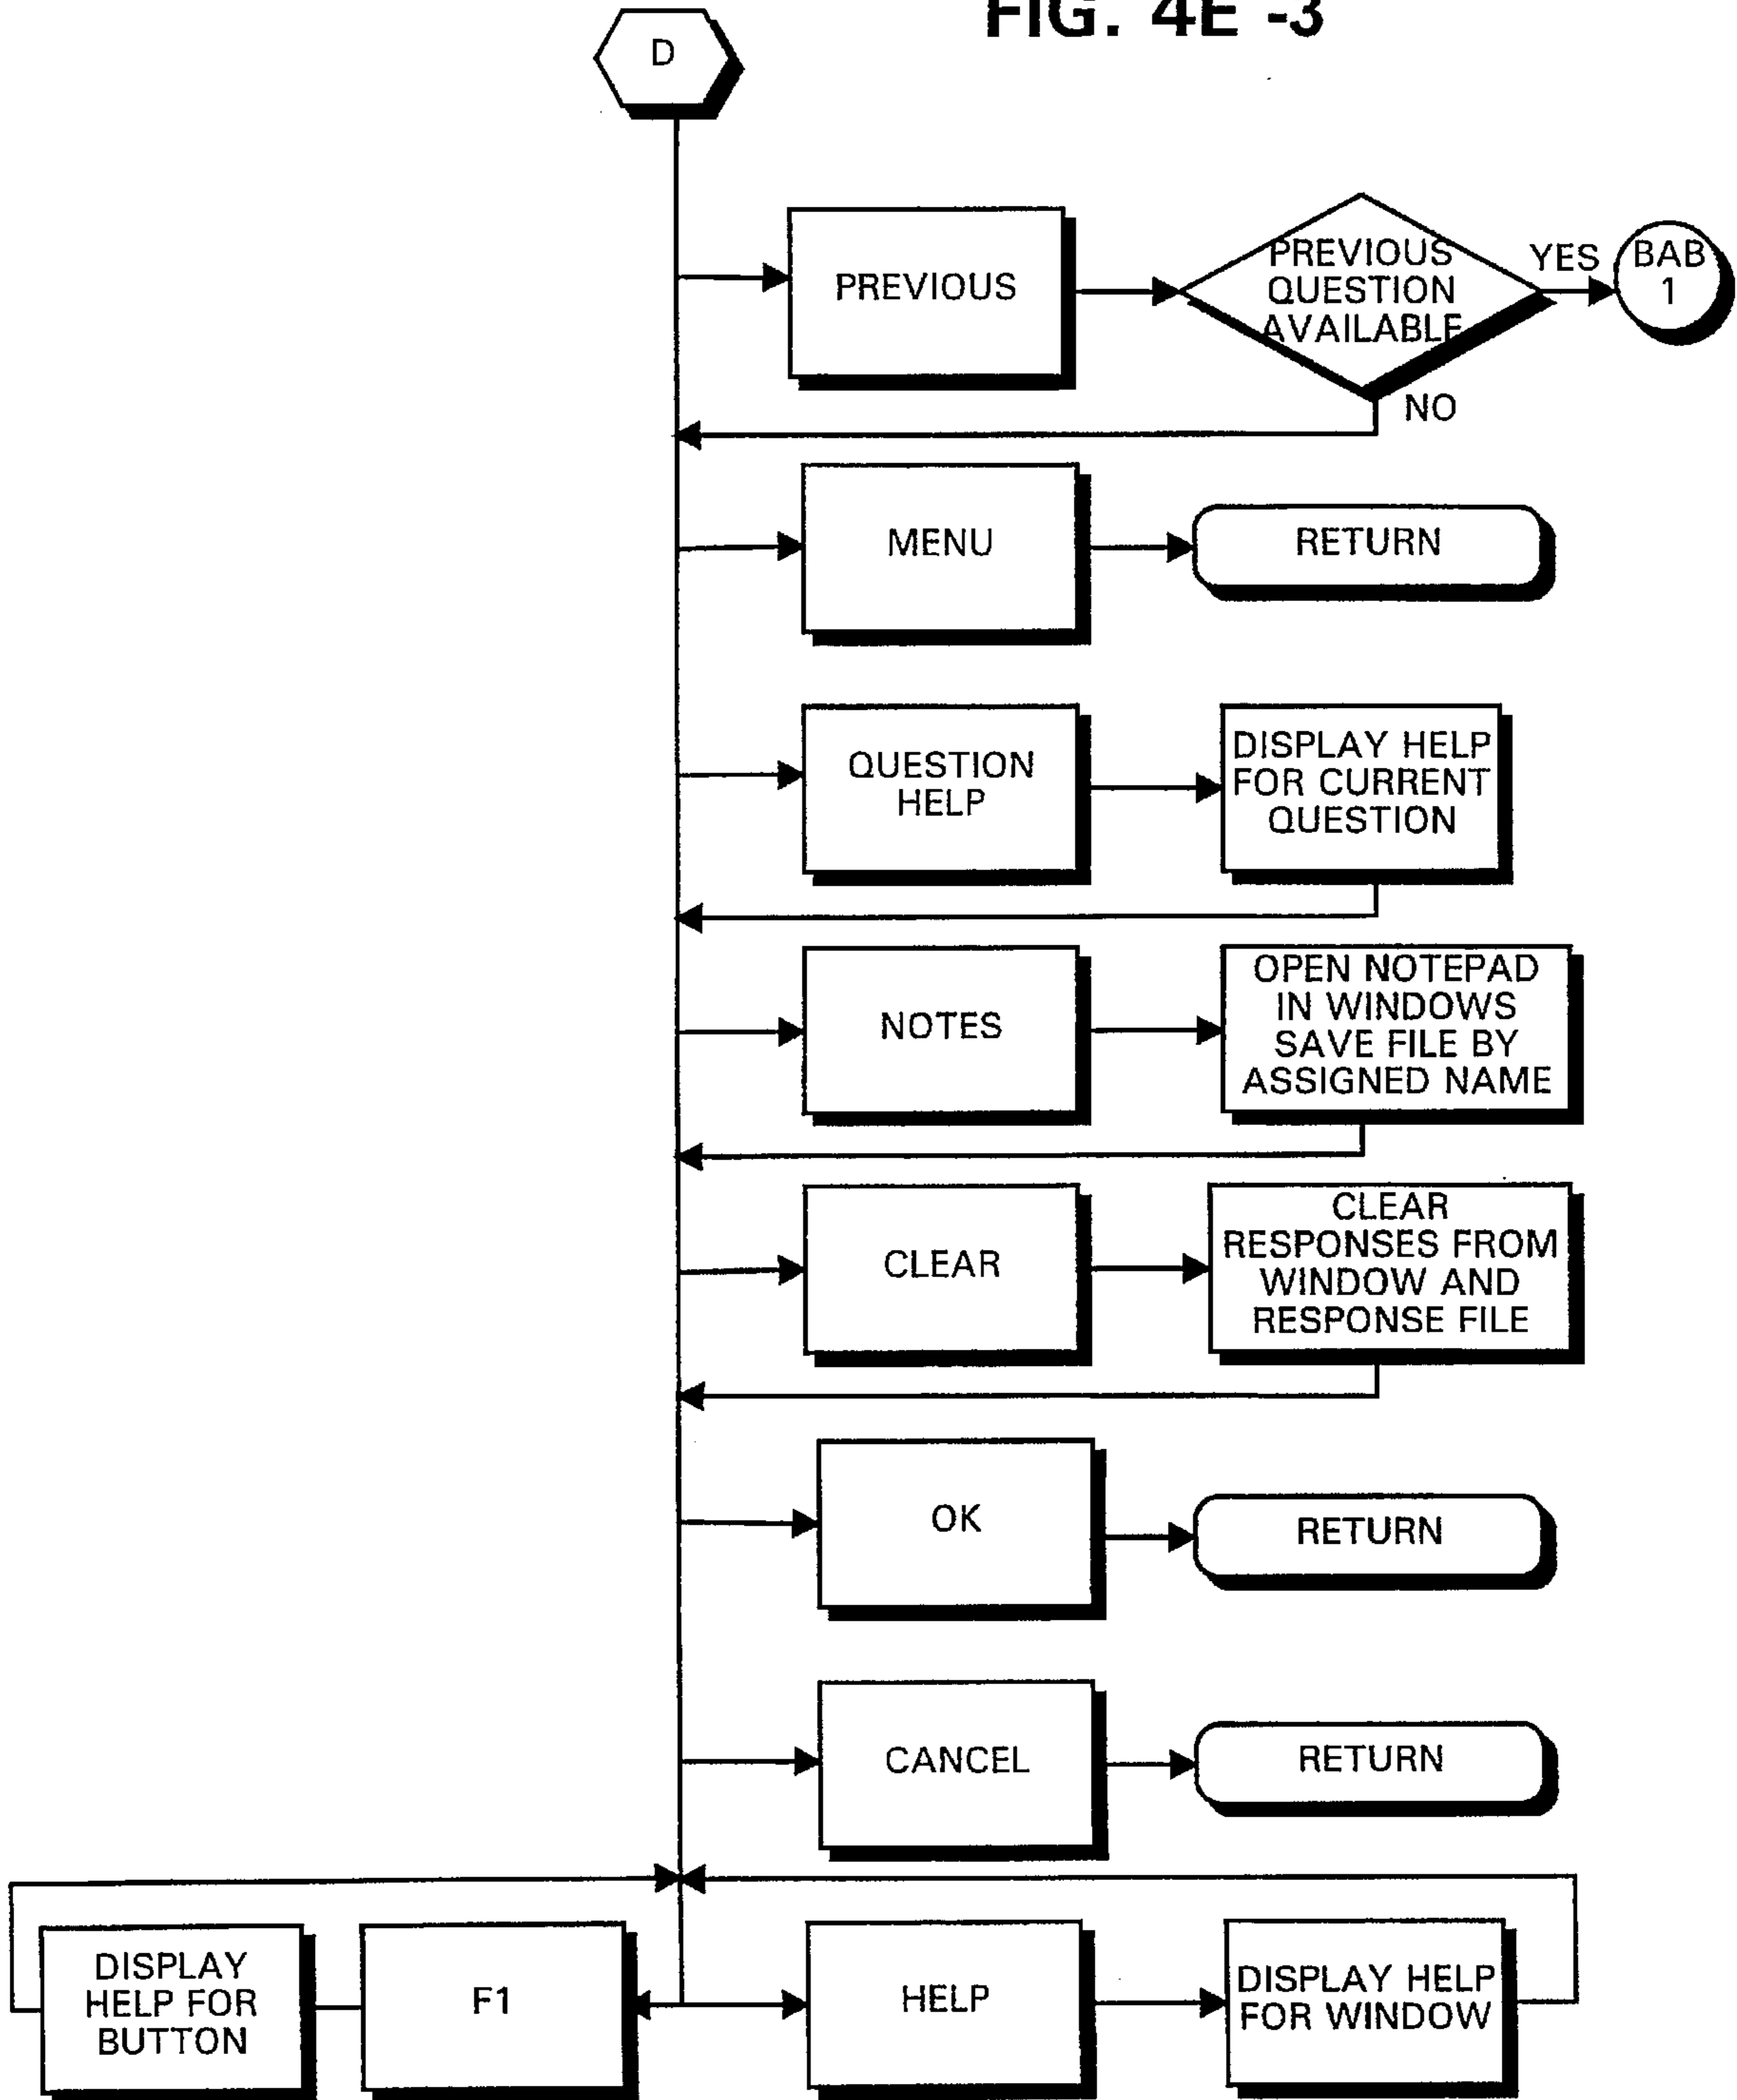 FIG. 4E -3
D
PREVIOUS
PREVIOUS
QUESTION
AVAILABLE
YES
BAB
1
NO
MENU
RETURN
QUESTION
HELP
DISPLAY HELP
FOR CURRENT
QUESTION
NOTES
OPEN NOTEPAD
IN WINDOWS
SAVE FILE BY
ASSIGNED NAME
CLEAR
CLEAR
RESPONSES FROM
WINDOW AND
RESPONSE FILE
OK
RETURN
CANCEL
RETURN
DISPLAY
HELP FOR
BUTTON
F1
HELP
DISPLAY HELP
FOR WINDOW